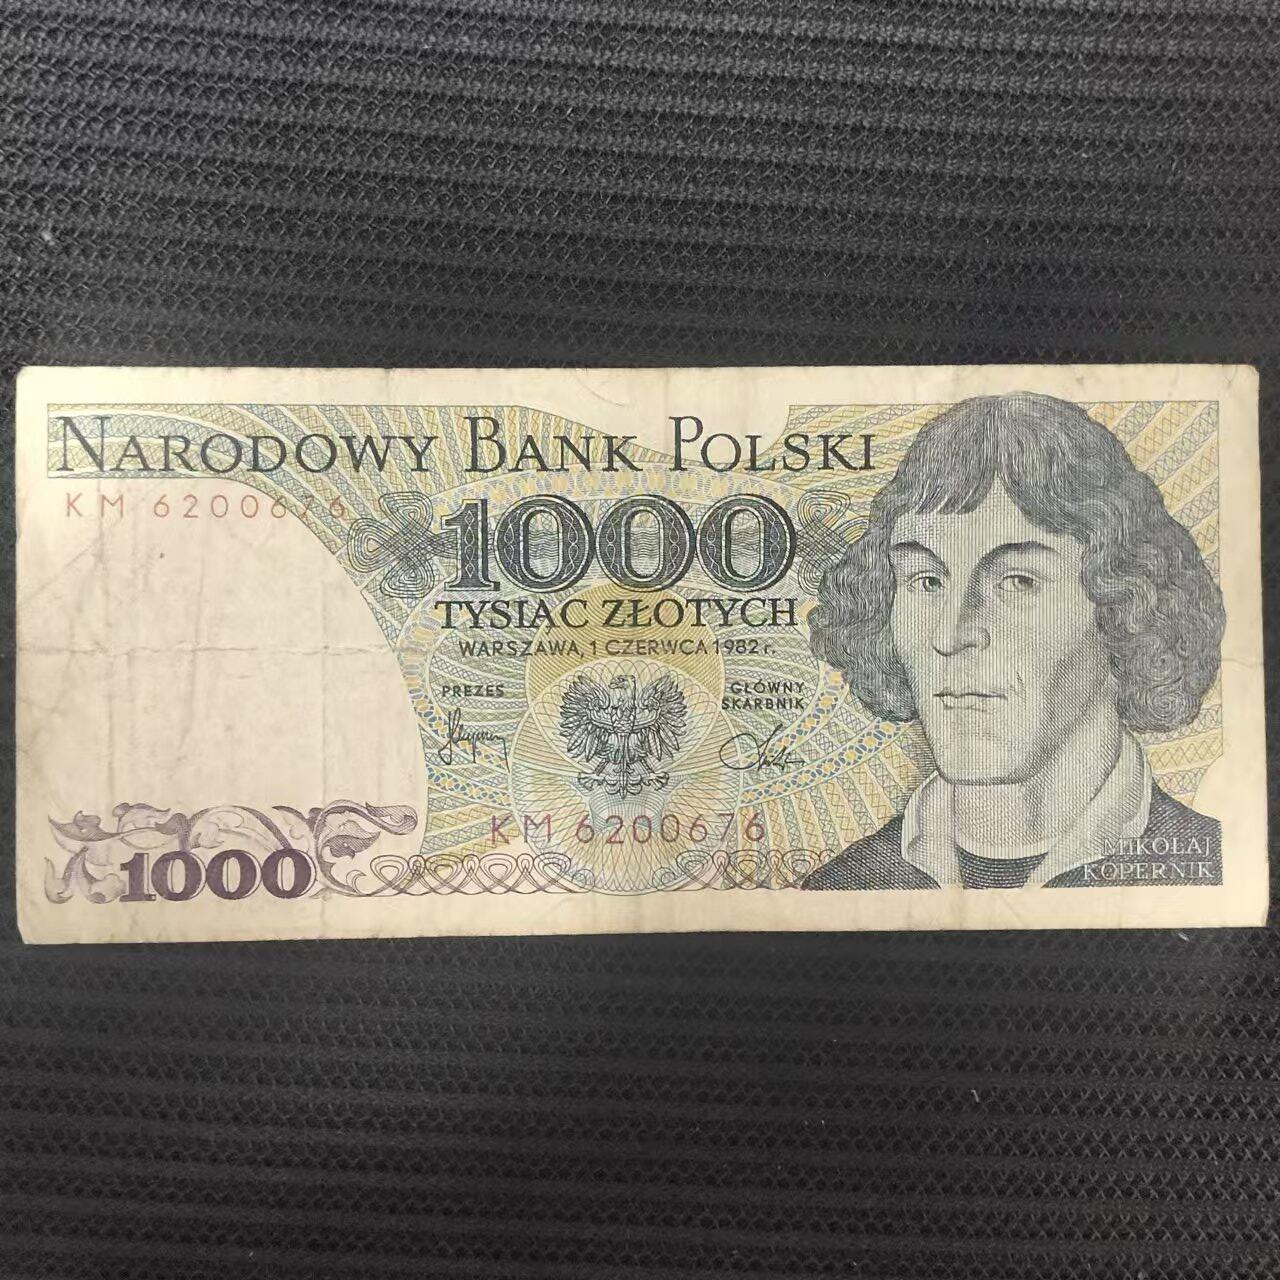 NARODOWY BANK POLSKI
KM 6200676
1000
TYSIĄC ZŁOTYCH
WARSZAWA, 1 CZERWCA 1982 r.
PREZES
GŁÓWNY
SKARBNIK
KM 6200676
1000
MIKOŁAJ
KOPERNIK